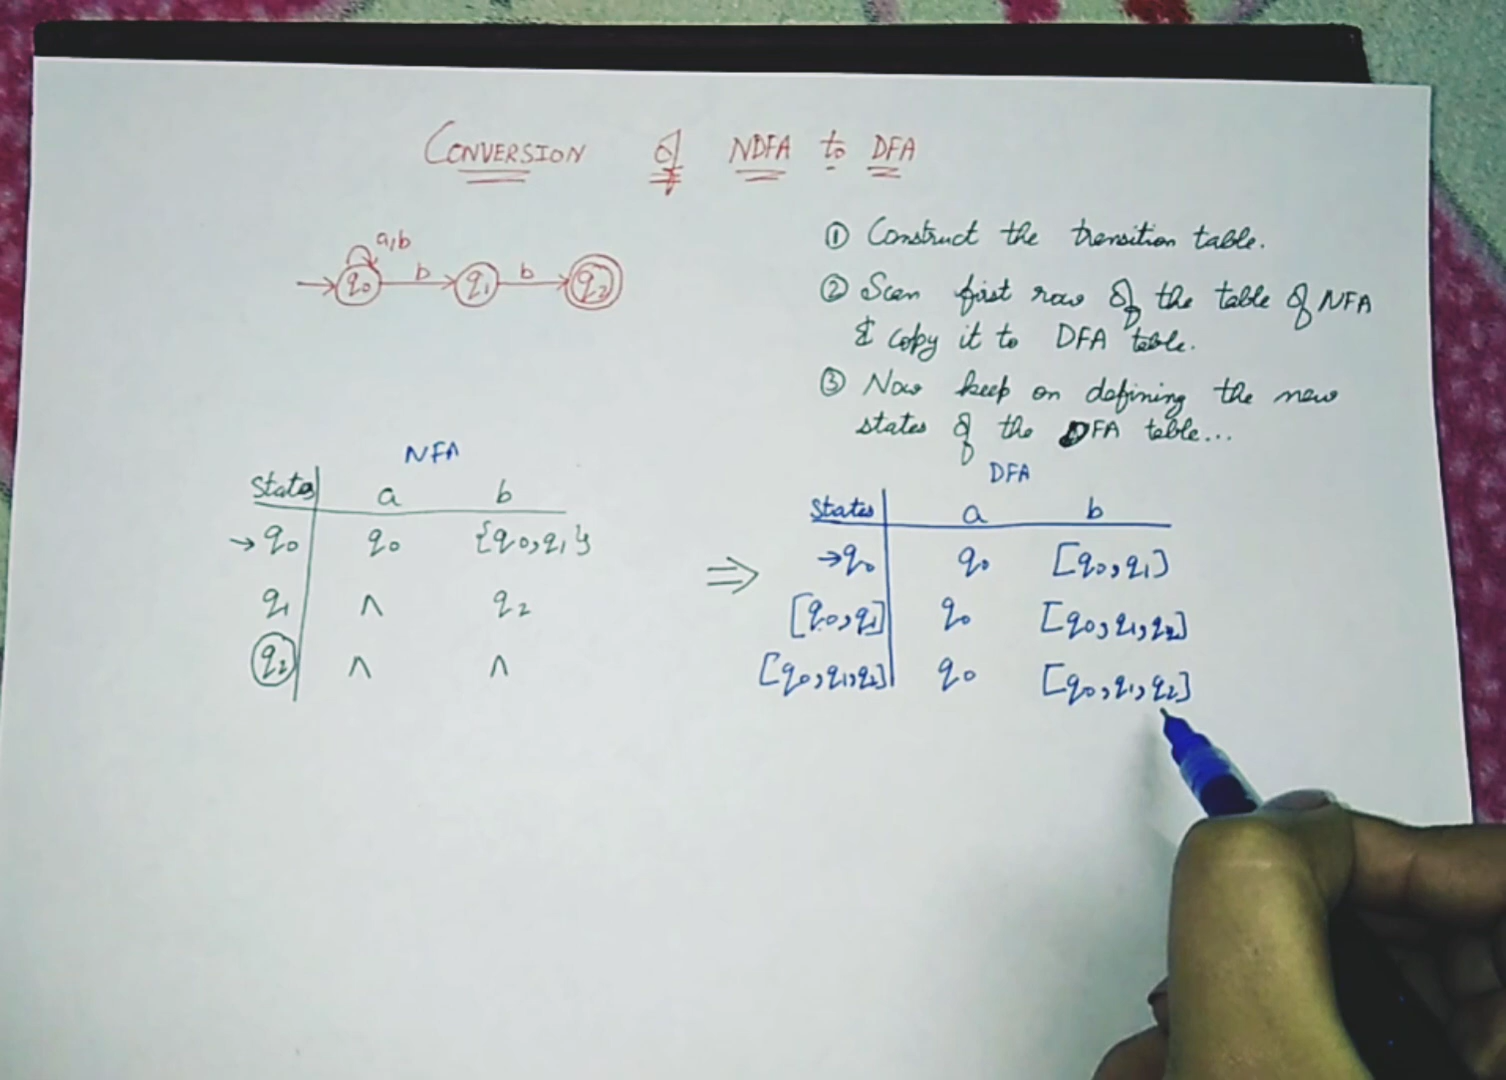 CONVERSION of NDFA to DFA
a,b
→ q₀ b q₁ b q₂
① Construct the transition table.
② Scan first row of the table of NFA
& copy it to DFA table.
③ Now keep on defining the new
states of the DFA table...
NFA
States a b
→ q₀ q₀ {q₀,q₁}
q₁ ∧ q₂
q₂ ∧ ∧
⇒
DFA
States a b
→q₀ q₀ [q₀,q₁]
[q₀,q₁] q₀ [q₀,q₁,q₂]
[q₀,q₁,q₂] q₀ [q₀,q₁,q₂]